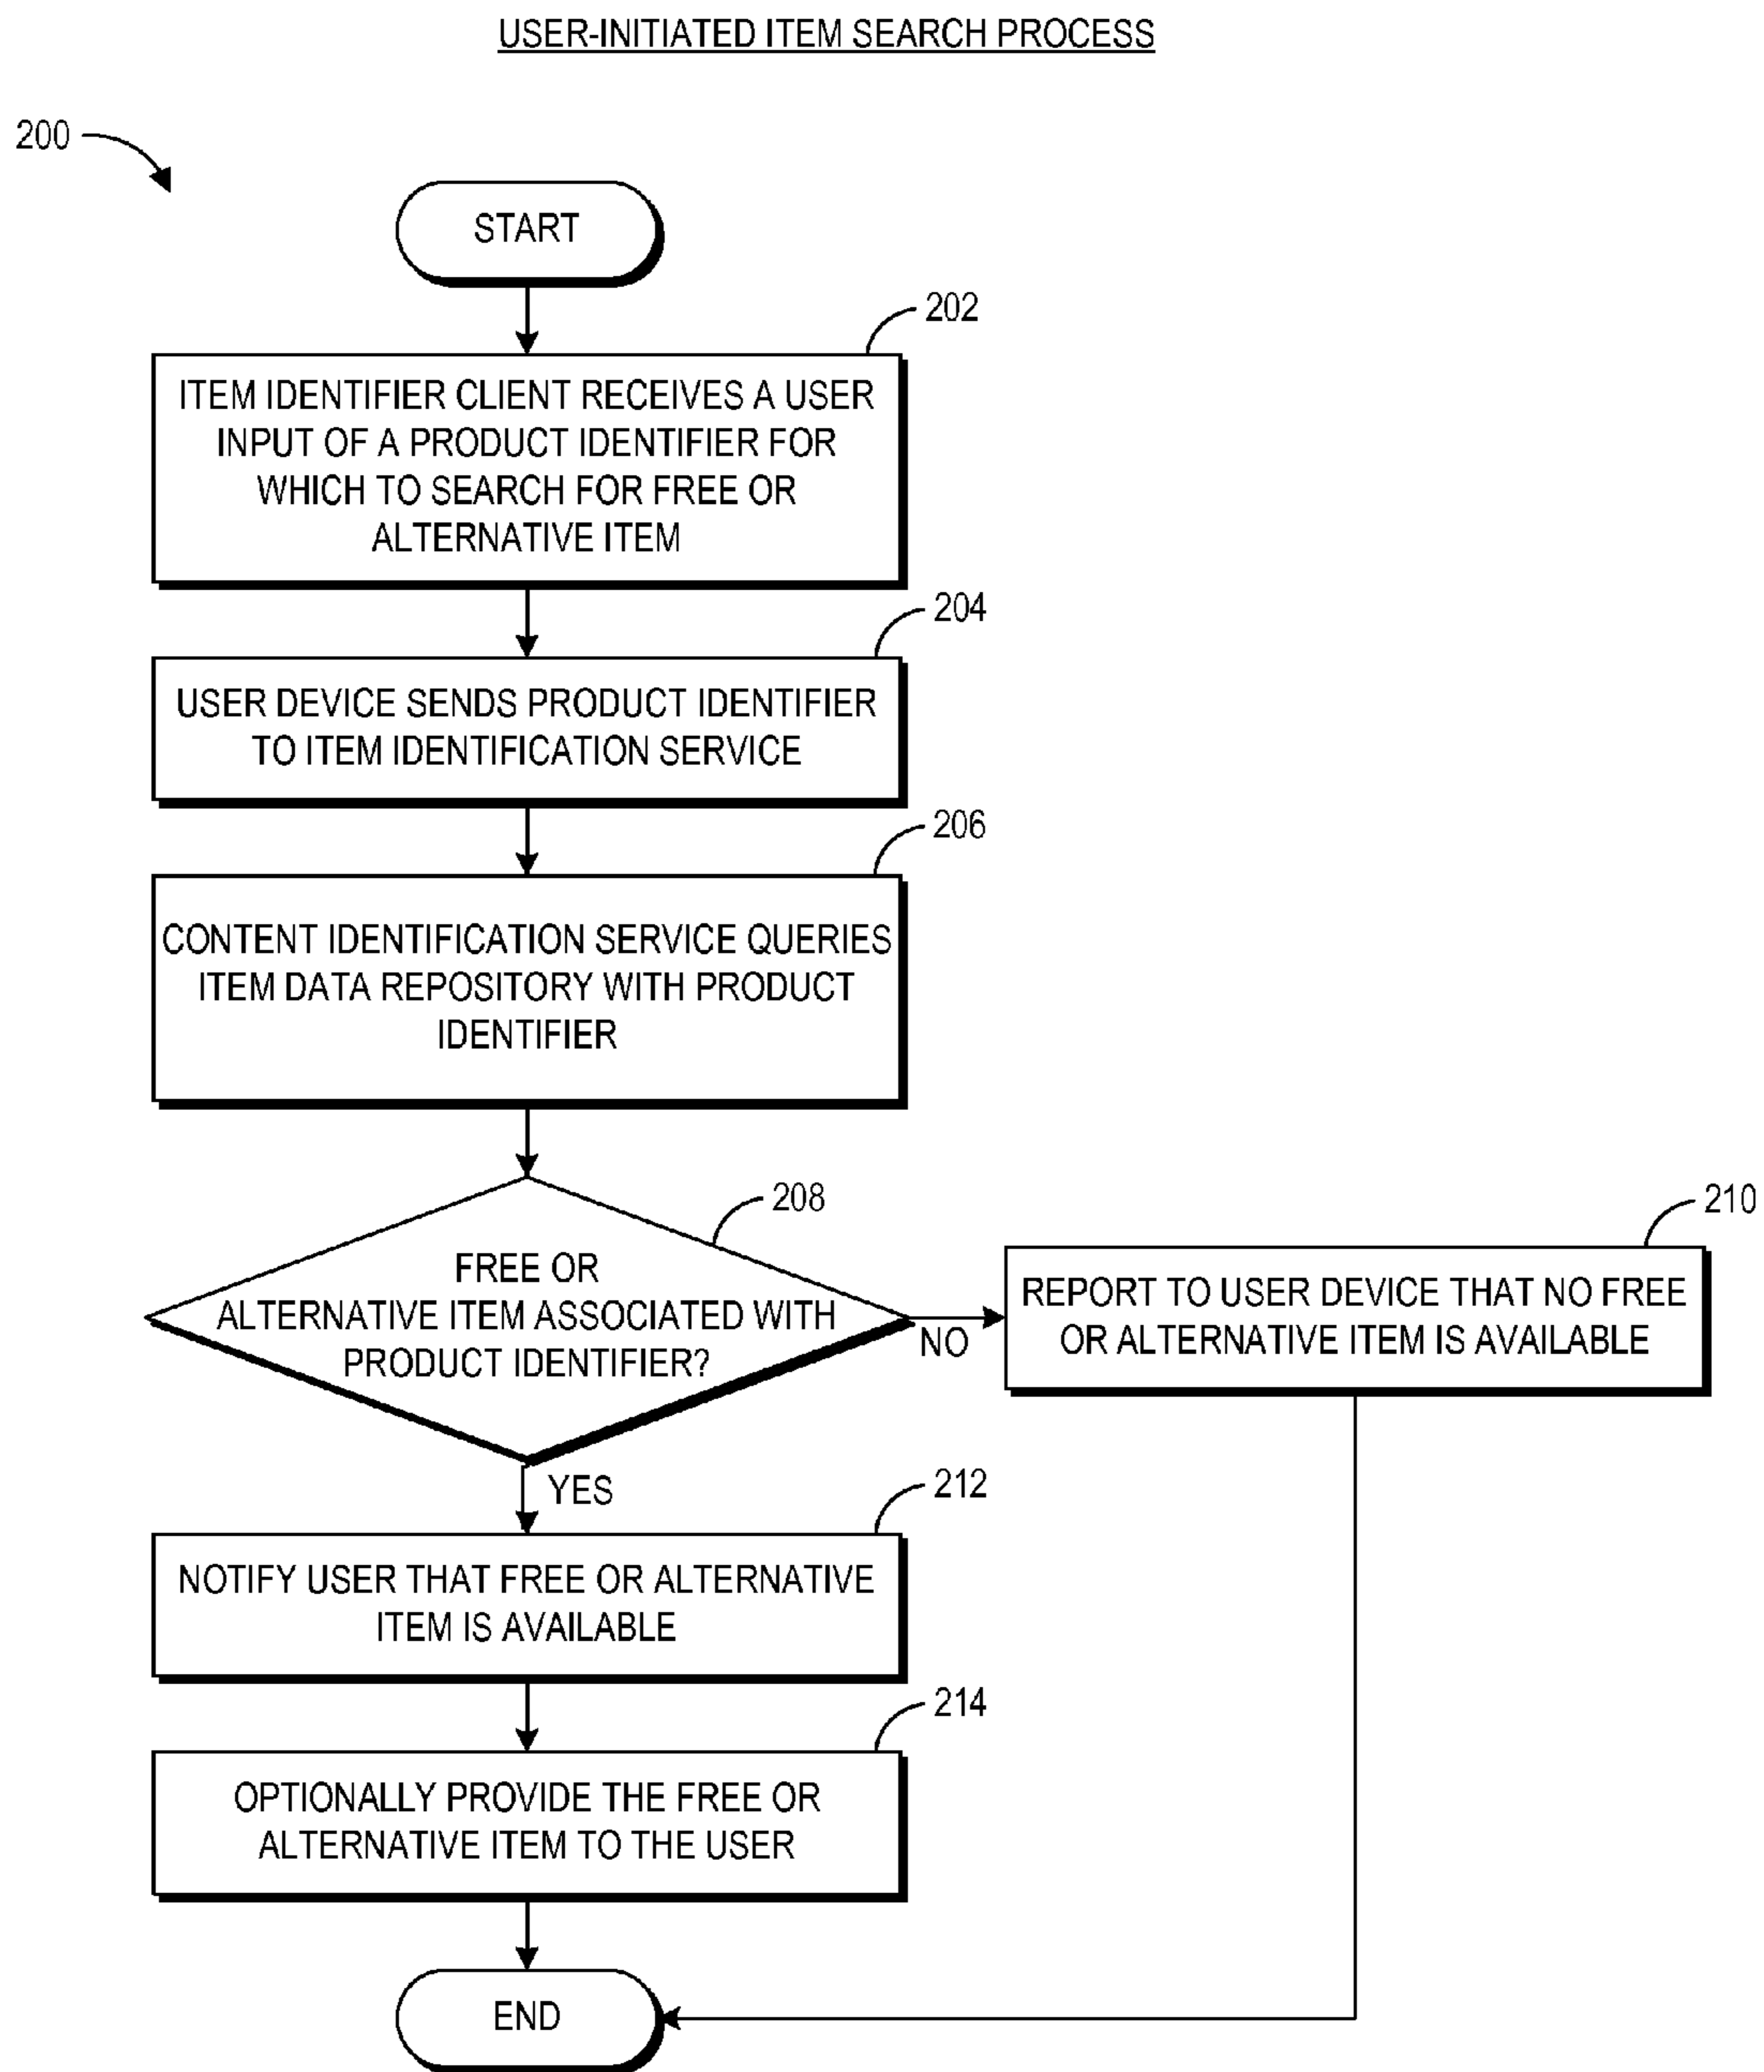 USER-INITIATED ITEM SEARCH PROCESS
200
START
202
ITEM IDENTIFIER CLIENT RECEIVES A USER
INPUT OF A PRODUCT IDENTIFIER FOR
WHICH TO SEARCH FOR FREE OR
ALTERNATIVE ITEM
204
USER DEVICE SENDS PRODUCT IDENTIFIER
TO ITEM IDENTIFICATION SERVICE
206
CONTENT IDENTIFICATION SERVICE QUERIES
ITEM DATA REPOSITORY WITH PRODUCT
IDENTIFIER
208
FREE OR
ALTERNATIVE ITEM ASSOCIATED WITH
PRODUCT IDENTIFIER?
NO
210
REPORT TO USER DEVICE THAT NO FREE
OR ALTERNATIVE ITEM IS AVAILABLE
YES
212
NOTIFY USER THAT FREE OR ALTERNATIVE
ITEM IS AVAILABLE
214
OPTIONALLY PROVIDE THE FREE OR
ALTERNATIVE ITEM TO THE USER
END